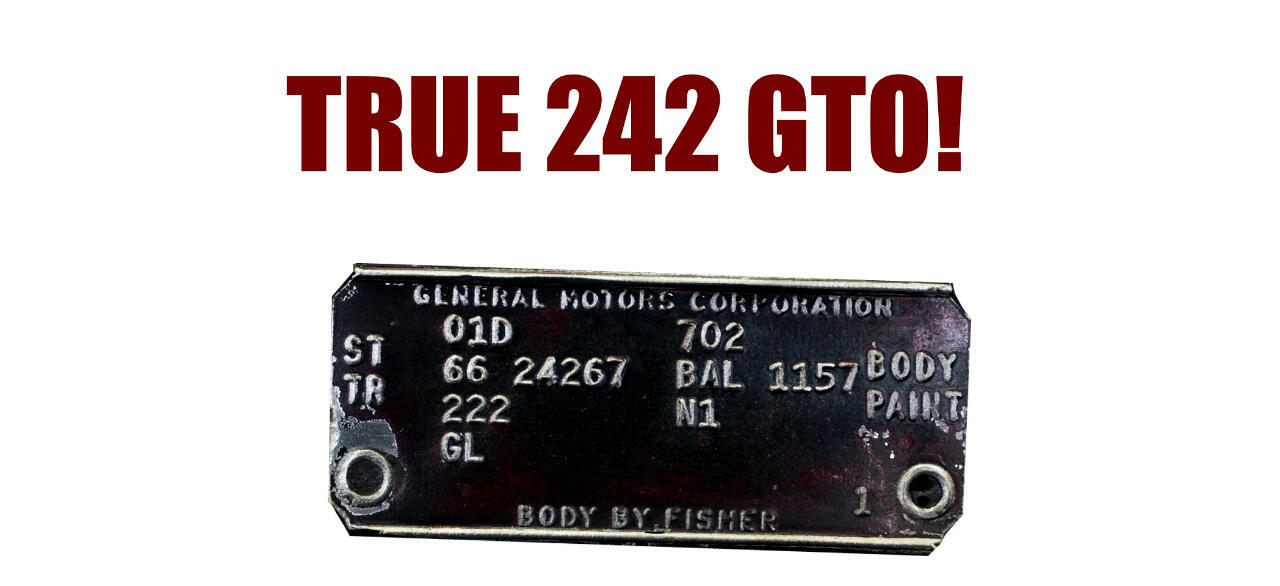 TRUE 242 GTO!
GENERAL MOTORS CORPORATION
01D 702
ST 66 24267 BAL 1157 BODY
TR 222 N1 PAINT
GL
1
BODY BY FISHER